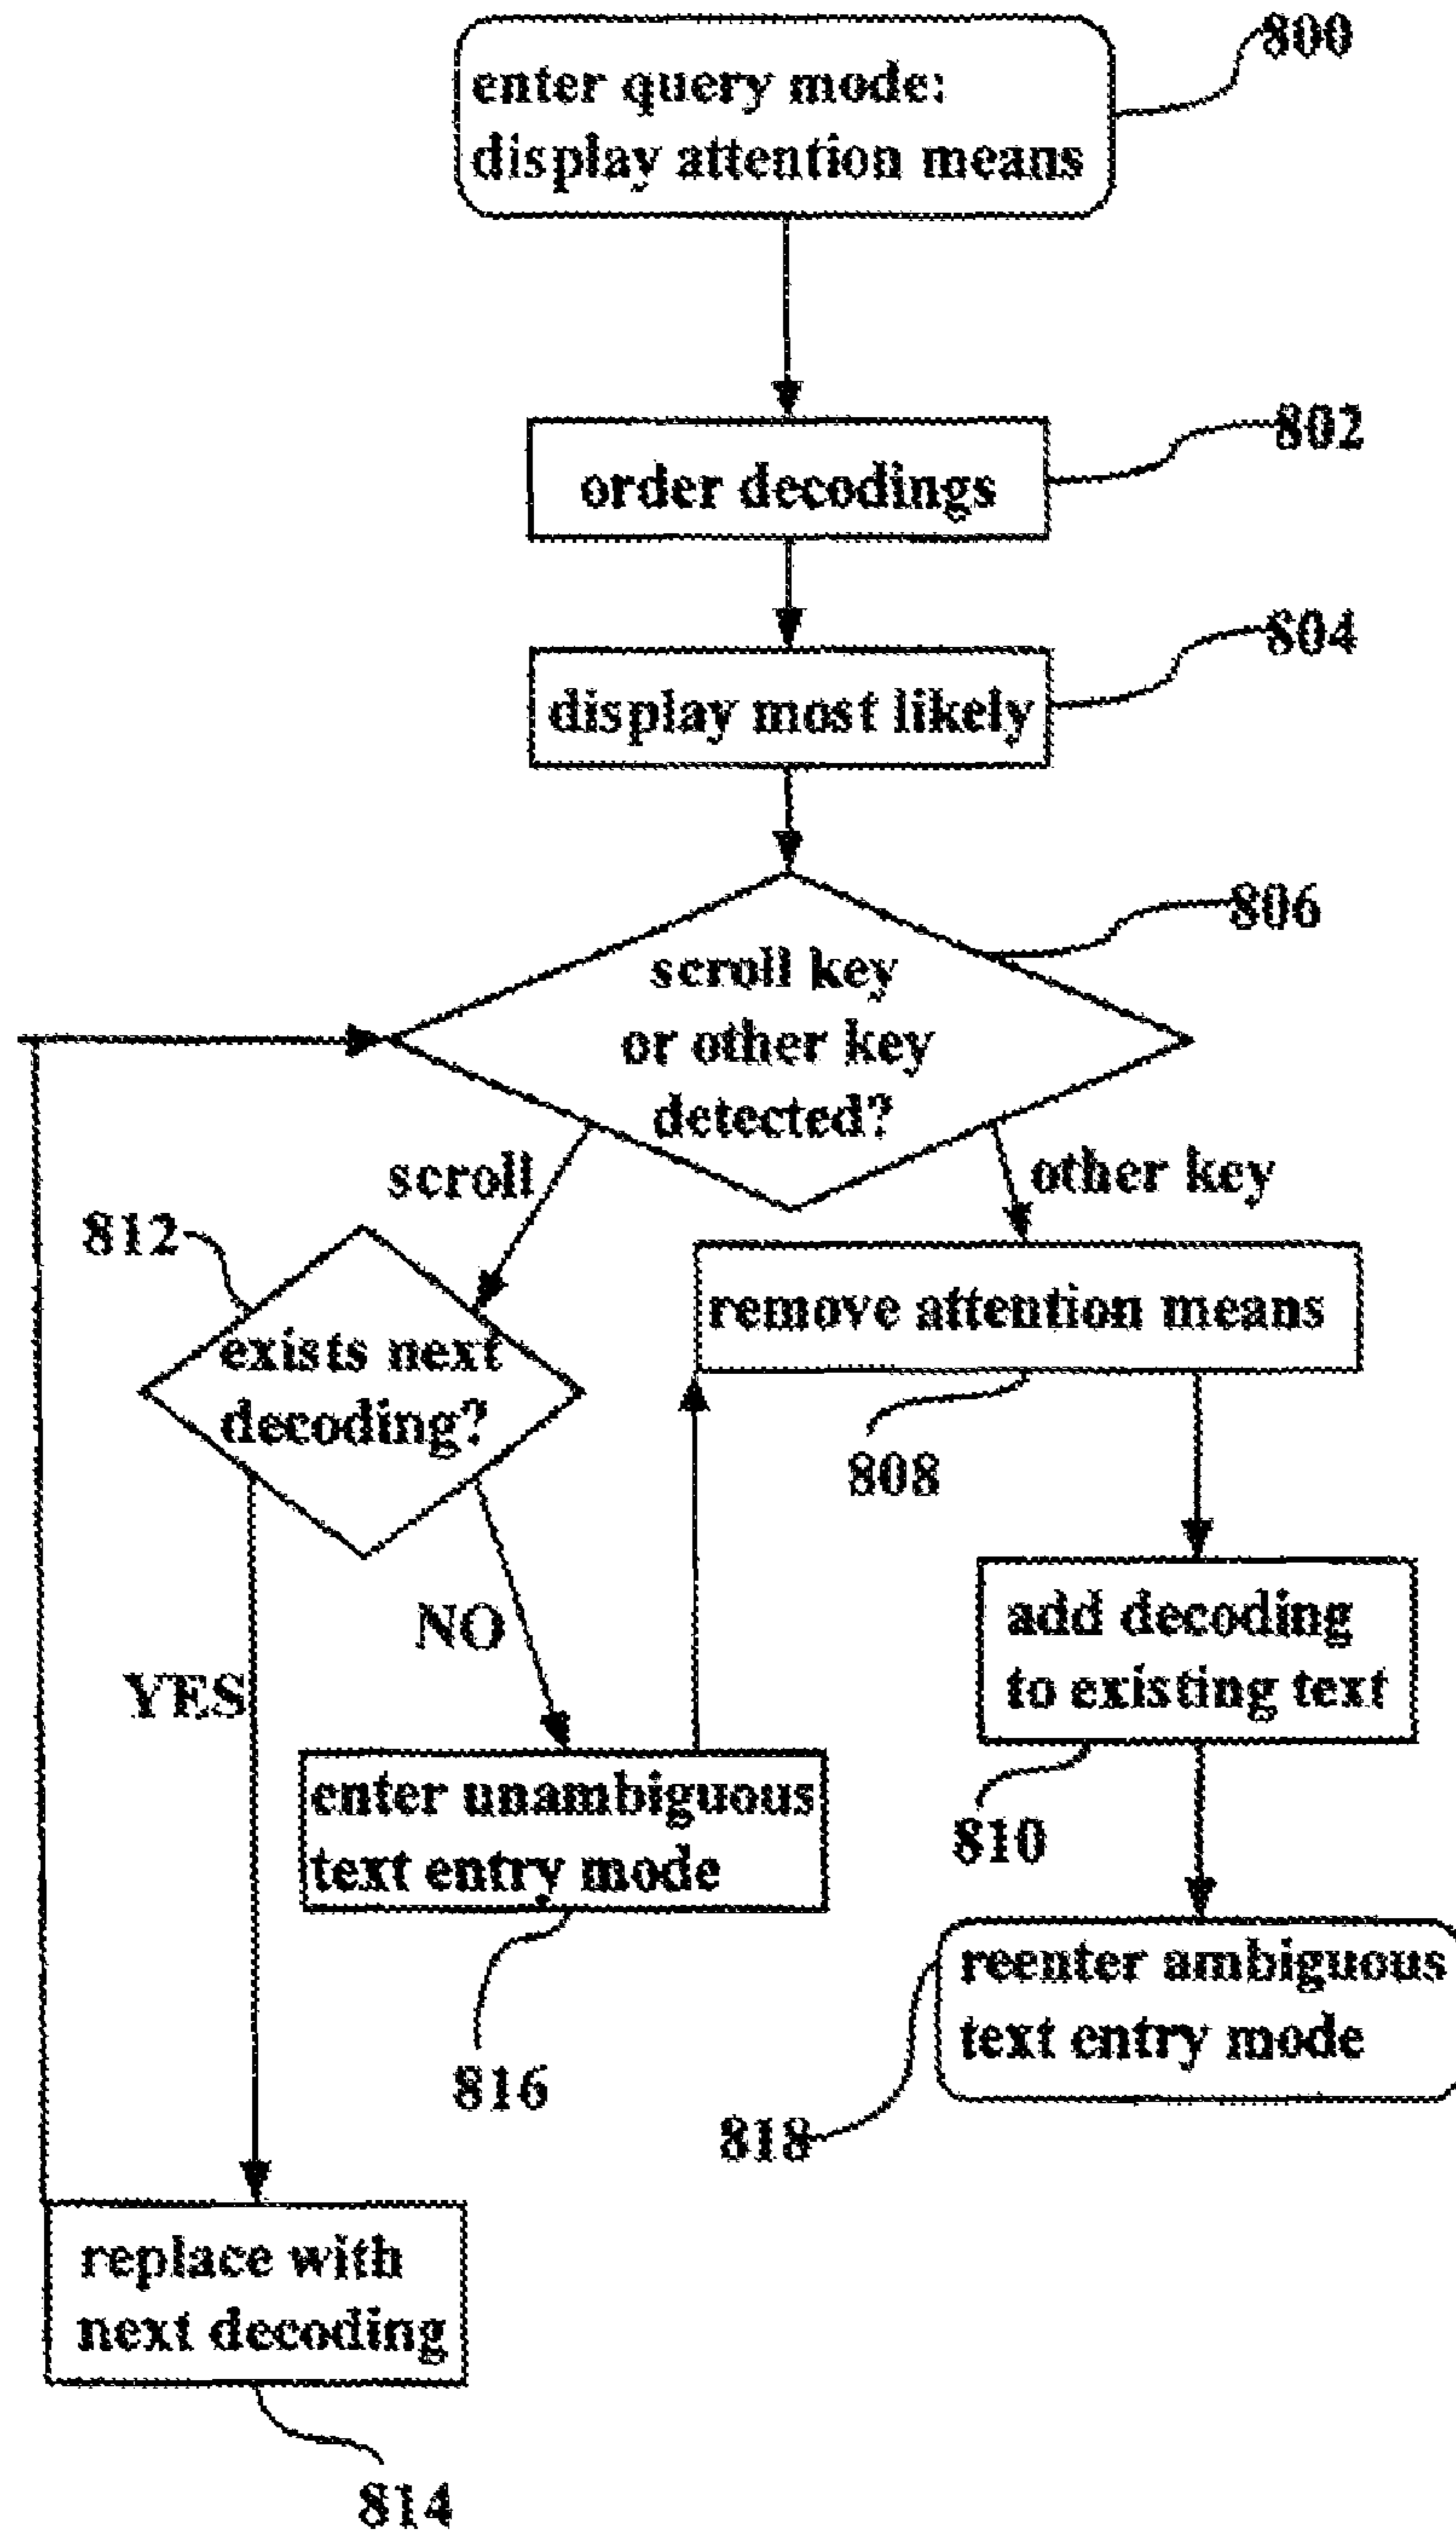 800
enter query mode:
display attention means
802
order decodings
804
display most likely
806
scroll key
or other key
detected?
scroll
other key
812
exists next
decoding?
remove attention means
808
NO
YES
add decoding
to existing text
810
enter unambiguous
text entry mode
816
reenter ambiguous
text entry mode
818
replace with
next decoding
814